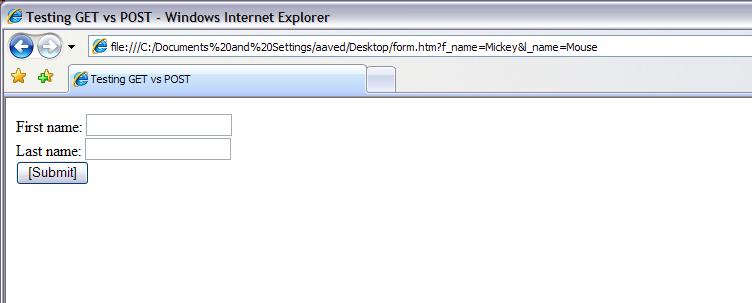 Testing GET vs POST - Windows Internet Explorer
file:///C:/Documents%20and%20Settings/aaved/Desktop/form.htm?f_name=Mickey&l_name=Mouse
Testing GET vs POST
First name:
Last name:
[Submit]